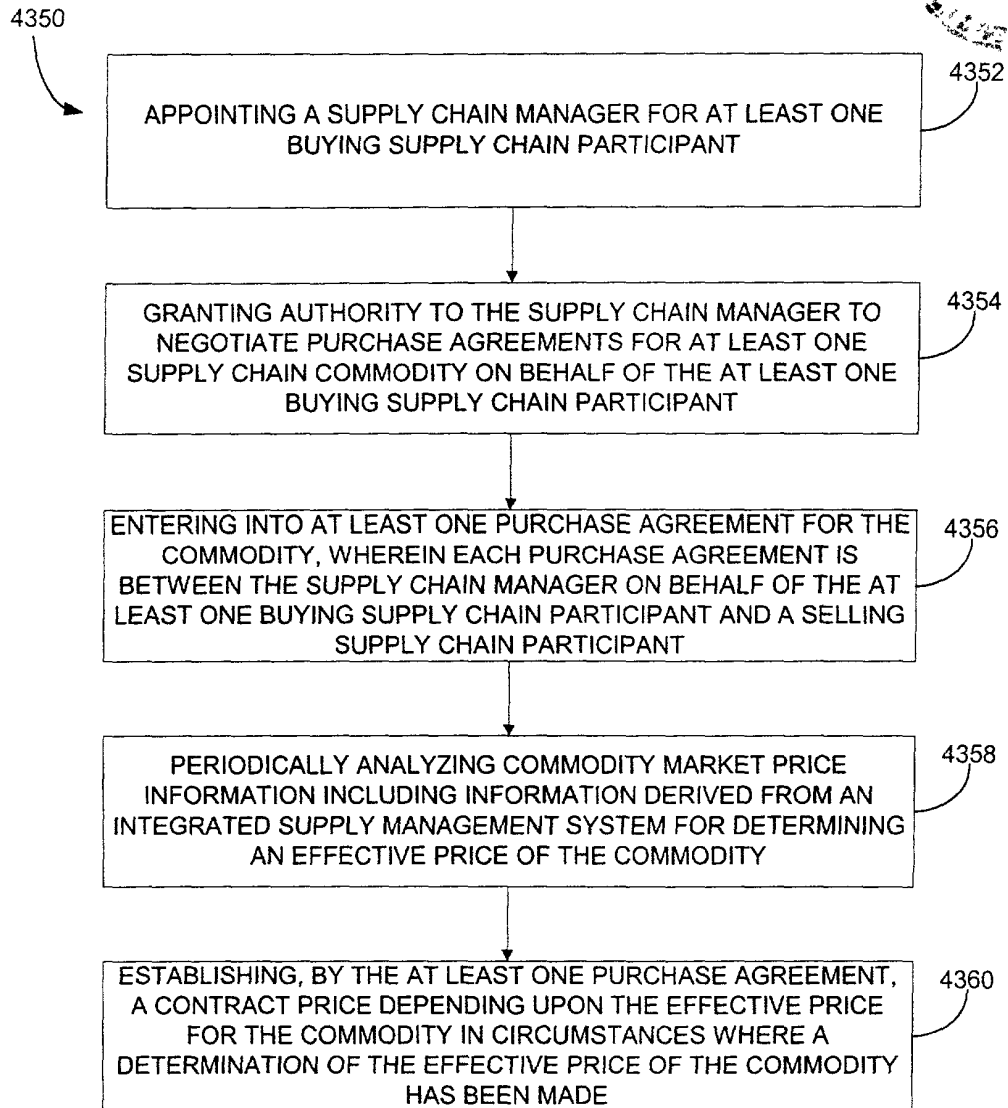 4350
4352
APPOINTING A SUPPLY CHAIN MANAGER FOR AT LEAST ONE
BUYING SUPPLY CHAIN PARTICIPANT
4354
GRANTING AUTHORITY TO THE SUPPLY CHAIN MANAGER TO
NEGOTIATE PURCHASE AGREEMENTS FOR AT LEAST ONE
SUPPLY CHAIN COMMODITY ON BEHALF OF THE AT LEAST ONE
BUYING SUPPLY CHAIN PARTICIPANT
4356
ENTERING INTO AT LEAST ONE PURCHASE AGREEMENT FOR THE
COMMODITY, WHEREIN EACH PURCHASE AGREEMENT IS
BETWEEN THE SUPPLY CHAIN MANAGER ON BEHALF OF THE AT
LEAST ONE BUYING SUPPLY CHAIN PARTICIPANT AND A SELLING
SUPPLY CHAIN PARTICIPANT
4358
PERIODICALLY ANALYZING COMMODITY MARKET PRICE
INFORMATION INCLUDING INFORMATION DERIVED FROM AN
INTEGRATED SUPPLY MANAGEMENT SYSTEM FOR DETERMINING
AN EFFECTIVE PRICE OF THE COMMODITY
4360
ESTABLISHING, BY THE AT LEAST ONE PURCHASE AGREEMENT,
A CONTRACT PRICE DEPENDING UPON THE EFFECTIVE PRICE
FOR THE COMMODITY IN CIRCUMSTANCES WHERE A
DETERMINATION OF THE EFFECTIVE PRICE OF THE COMMODITY
HAS BEEN MADE